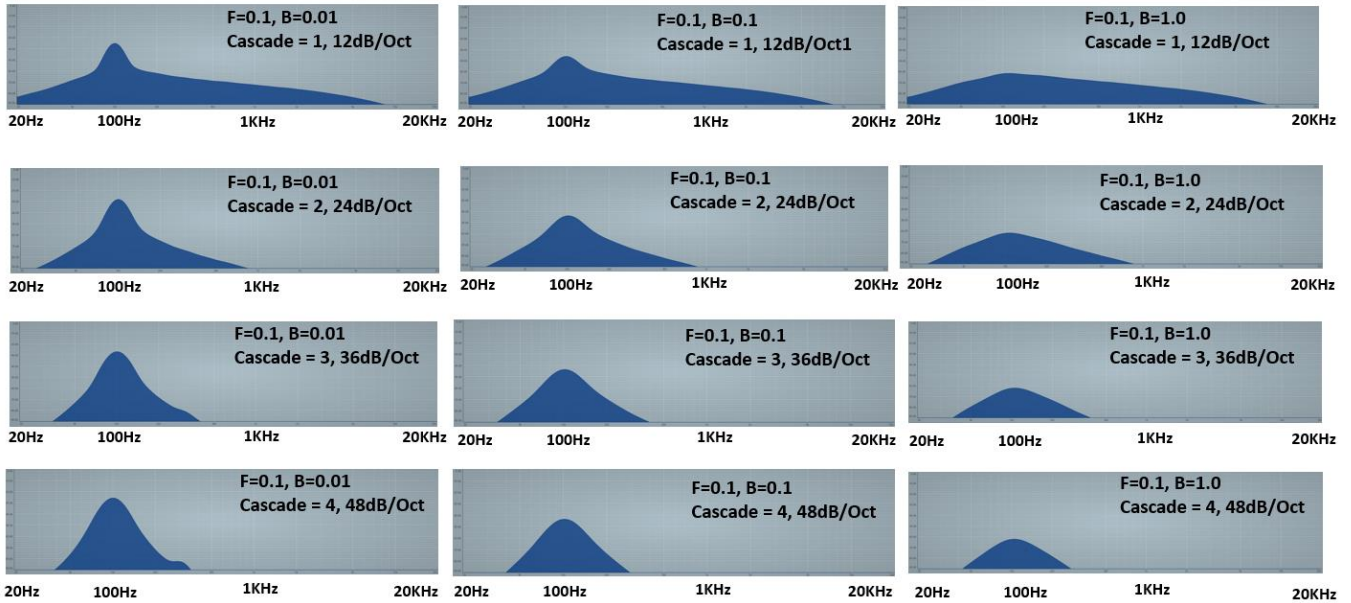 F=0.1, B=0.01
Cascade = 1, 12dB/Oct
20Hz 100Hz 1KHz 20KHz
F=0.1, B=0.1
Cascade = 1, 12dB/Oct1
20Hz 100Hz 1KHz 20KHz
F=0.1, B=1.0
Cascade = 1, 12dB/Oct
20Hz 100Hz 1KHz 20KHz
F=0.1, B=0.01
Cascade = 2, 24dB/Oct
20Hz 100Hz 1KHz 20KHz
F=0.1, B=0.1
Cascade = 2, 24dB/Oct
20Hz 100Hz 1KHz 20KHz
F=0.1, B=1.0
Cascade = 2, 24dB/Oct
20Hz 100Hz 1KHz 20KHz
F=0.1, B=0.01
Cascade = 3, 36dB/Oct
20Hz 100Hz 1KHz 20KHz
F=0.1, B=0.1
Cascade = 3, 36dB/Oct
20Hz 100Hz 1KHz 20KHz
F=0.1, B=1.0
Cascade = 3, 36dB/Oct
20Hz 100Hz 1KHz 20KHz
F=0.1, B=0.01
Cascade = 4, 48dB/Oct
20Hz 100Hz 1KHz 20KHz
F=0.1, B=0.1
Cascade = 4, 48dB/Oct
20Hz 100Hz 1KHz 20KHz
F=0.1, B=1.0
Cascade = 4, 48dB/Oct
20Hz 100Hz 1KHz 20KHz